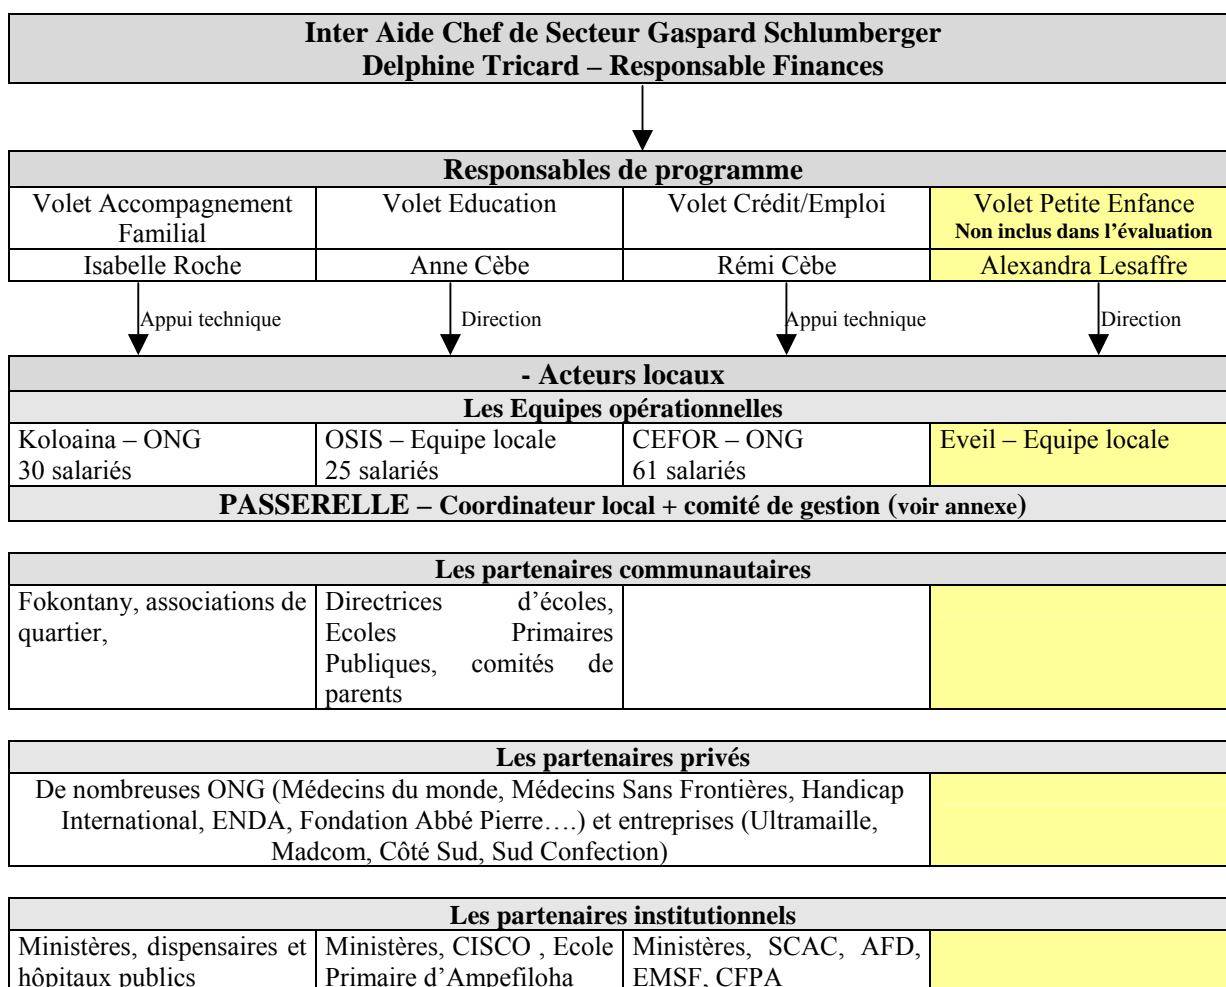 Inter Aide Chef de Secteur Gaspard Schlumberger
Delphine Tricard – Responsable Finances
Responsables de programme
Volet Accompagnement
Familial
Volet Education
Volet Crédit/Emploi
Volet Petite Enfance
Non inclus dans l'évaluation
Isabelle Roche
Anne Cèbe
Rémi Cèbe
Alexandra Lesaffre
Appui technique
Direction
Appui technique
Direction
- Acteurs locaux
Les Equipes opérationnelles
Koloaina – ONG
30 salariés
OSIS – Equipe locale
25 salariés
CEFOR – ONG
61 salariés
Eveil – Equipe locale
PASSERELLE – Coordinateur local + comité de gestion (voir annexe)
Les partenaires communautaires
Fokontany, associations de
quartier,
Directrices d'écoles,
Ecoles Primaires
Publiques, comités de
parents
Les partenaires privés
De nombreuses ONG (Médecins du monde, Médecins Sans Frontières, Handicap
International, ENDA, Fondation Abbé Pierre….) et entreprises (Ultramaille,
Madcom, Côté Sud, Sud Confection)
Les partenaires institutionnels
Ministères, dispensaires et
hôpitaux publics
Ministères, CISCO , Ecole
Primaire d'Ampefiloha
Ministères, SCAC, AFD,
EMSF, CFPA